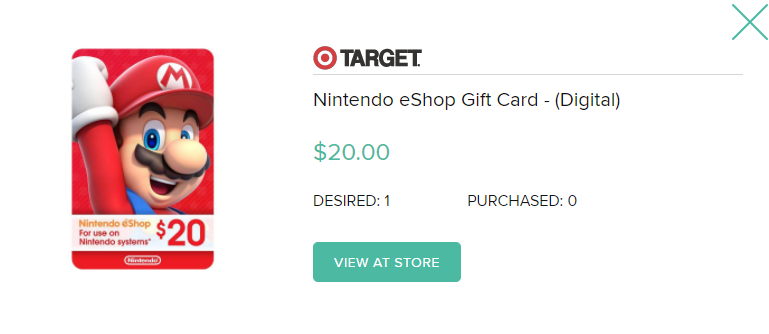 TARGET
Nintendo eShop Gift Card - (Digital)
$20.00
DESIRED: 1
PURCHASED: 0
VIEW AT STORE
M
Nintendo eShop
For use on
Nintendo systems*
$20
Nintendo